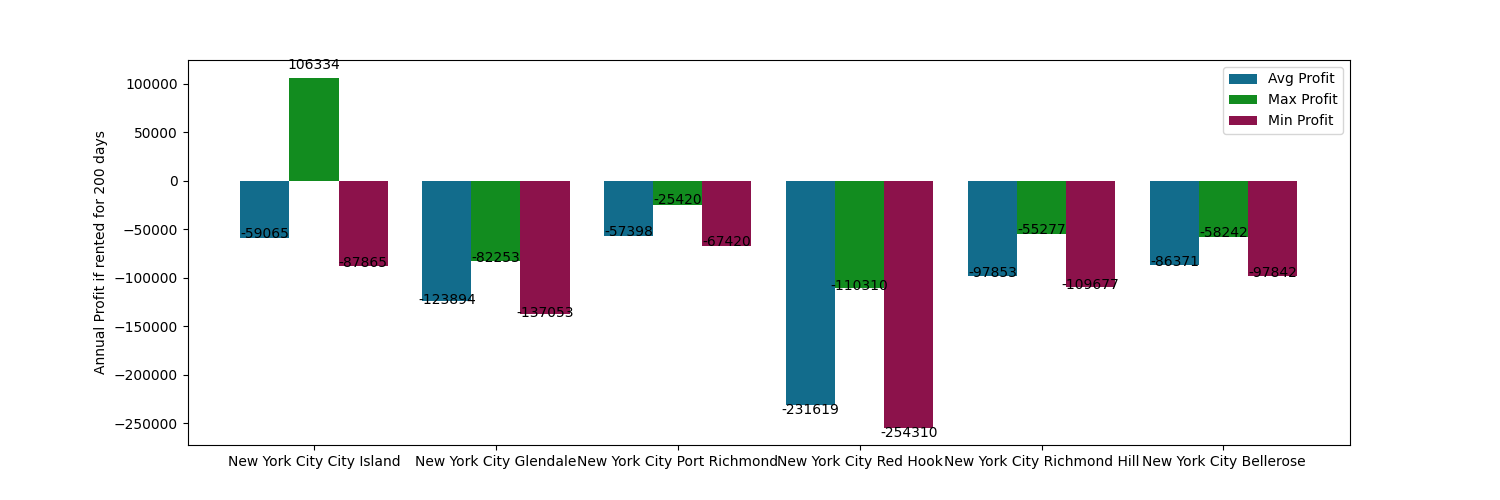 106334
100000
50000
0
−50000
−100000
−150000
−200000
−250000
Annual Profit if rented for 200 days
Avg Profit
Max Profit
Min Profit
-59065
-87865
-123894
-82253
-137053
-57398
-25420
-67420
-231619
-110310
-254310
-97853
-55277
-109677
-86371
-58242
-97842
New York City City Island
New York City Glendale
New York City Port Richmond
New York City Red Hook
New York City Richmond Hill
New York City Bellerose